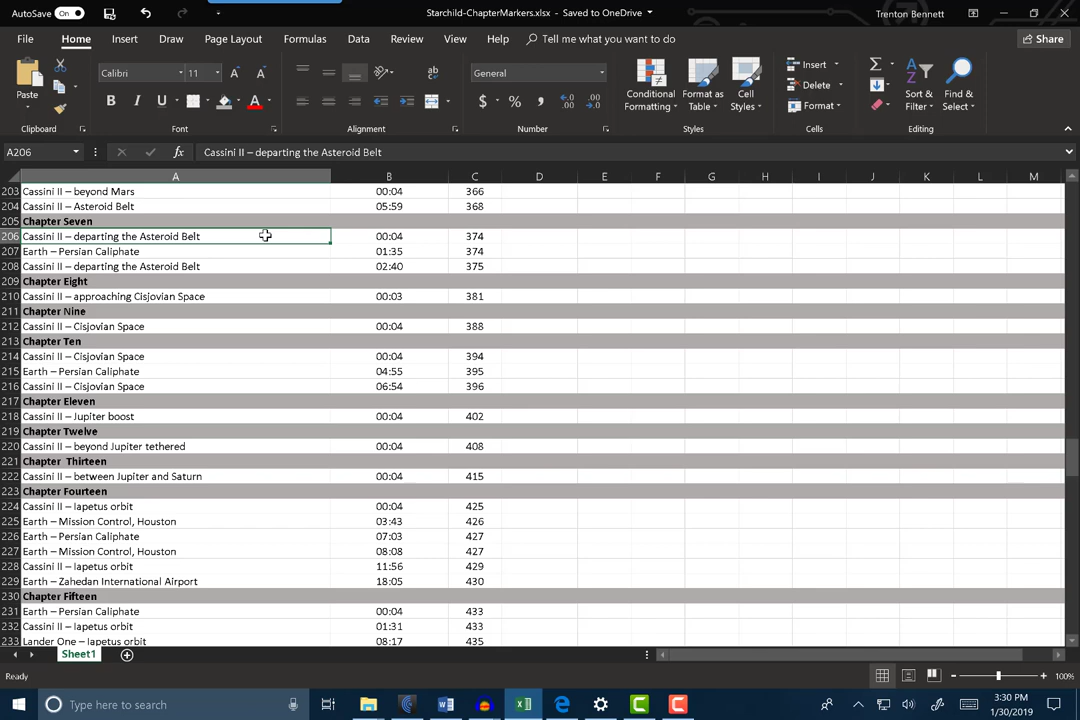 AutoSave On Starchild-ChapterMarkers.xlsx - Saved to OneDrive Trenton Bennett
File Home Insert Draw Page Layout Formulas Data Review View Help Tell me what you want to do Share
Calibri 11 A A ab General Insert Σ
Paste B I U A $ % , Conditional Formatting Format as Table Cell Styles Delete Format Sort & Filter Find & Select
Clipboard Font Alignment Number Styles Cells Editing
A206 fx Cassini II – departing the Asteroid Belt
A B C D E F G H I J K L M
203 Cassini II – beyond Mars 00:04 366
204 Cassini II – Asteroid Belt 05:59 368
205 Chapter Seven
206 Cassini II – departing the Asteroid Belt 00:04 374
207 Earth – Persian Caliphate 01:35 374
208 Cassini II – departing the Asteroid Belt 02:40 375
209 Chapter Eight
210 Cassini II – approaching Cisjovian Space 00:03 381
211 Chapter Nine
212 Cassini II – Cisjovian Space 00:04 388
213 Chapter Ten
214 Cassini II – Cisjovian Space 00:04 394
215 Earth – Persian Caliphate 04:55 395
216 Cassini II – Cisjovian Space 06:54 396
217 Chapter Eleven
218 Cassini II – Jupiter boost 00:04 402
219 Chapter Twelve
220 Cassini II – beyond Jupiter tethered 00:04 408
221 Chapter  Thirteen
222 Cassini II – between Jupiter and Saturn 00:04 415
223 Chapter Fourteen
224 Cassini II – Iapetus orbit 00:04 425
225 Earth – Mission Control, Houston 03:43 426
226 Earth – Persian Caliphate 07:03 427
227 Earth – Mission Control, Houston 08:08 427
228 Cassini II – Iapetus orbit 11:56 429
229 Earth – Zahedan International Airport 18:05 430
230 Chapter Fifteen
231 Earth – Persian Caliphate 00:04 433
232 Cassini II – Iapetus orbit 01:31 433
233 Lander One – Iapetus orbit 08:17 435
Sheet1
Ready 100%
Type here to search 3:30 PM
1/30/2019